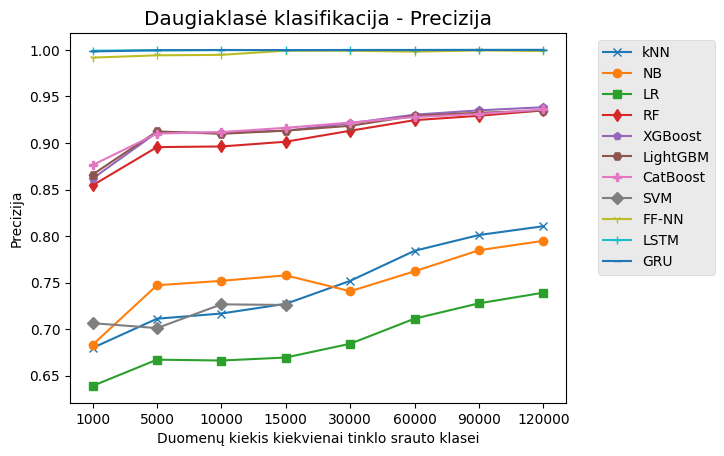 Daugiaklasė klasifikacija - Precizija
1.00
0.95
0.90
0.85
0.80
0.75
0.70
0.65
Precizija
1000 5000 10000 15000 30000 60000 90000 120000
Duomenų kiekis kiekvienai tinklo srauto klasei
kNN
NB
LR
RF
XGBoost
LightGBM
CatBoost
SVM
FF-NN
LSTM
GRU